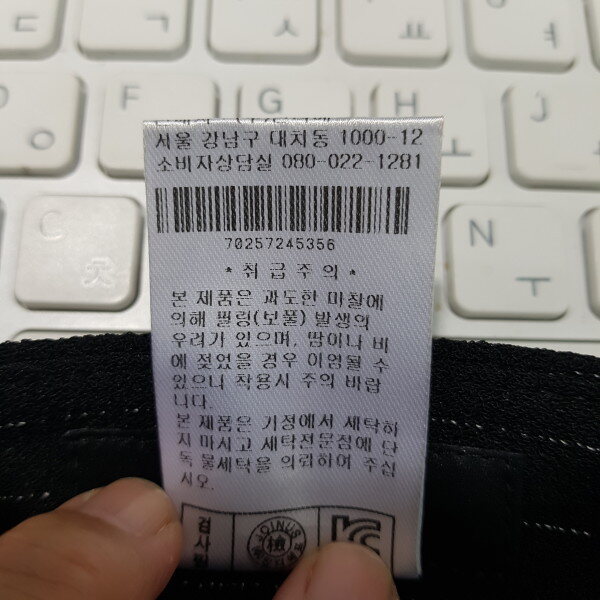 서울 강남구 대치동 1000-12
소비자상담실 080-022-1281
70257245356
* 취 급 주 의 *
본 제품은 과도한 마찰에
의해 필링(보풀) 발생의
우려가 있으며, 땀이나 비
에 젖었을 경우 이염될 수
있으니 착용시 주의 바랍
니다.
본 제품은 가정에서 세탁하
지 마시고 세탁전문점에 단
독 물세탁을 의뢰하여 주십
시오.
검사
JOINUS
檢
F
G
H
J
C
ㅊ
N
ㅜ